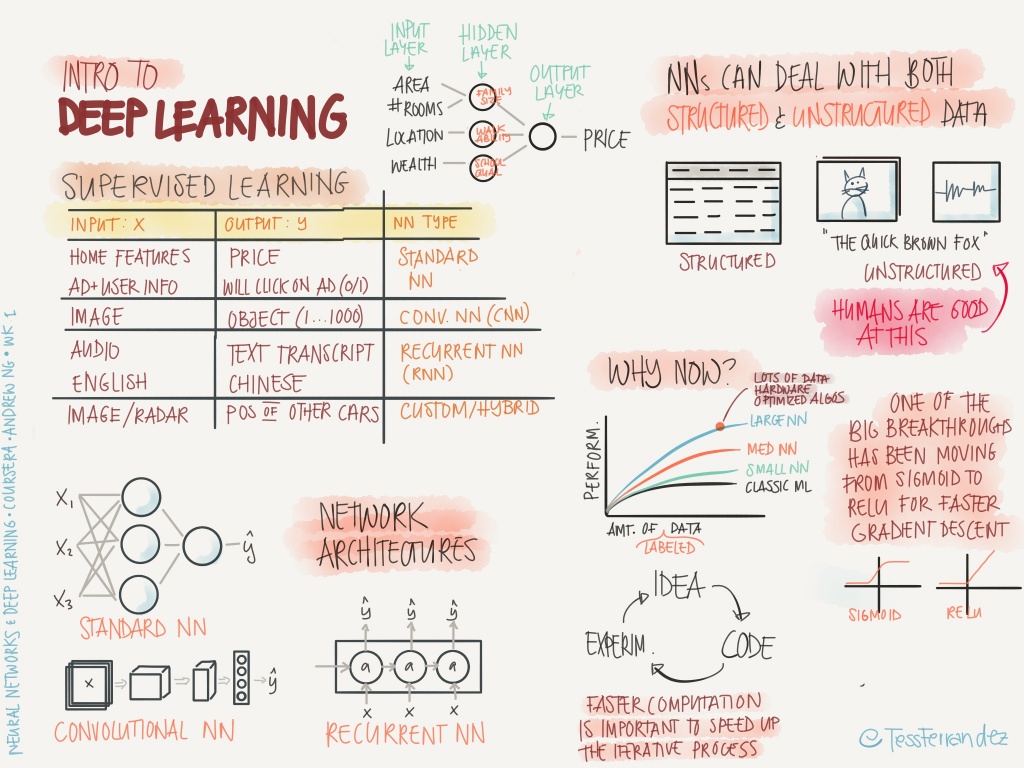 INTRO TO
DEEP LEARNING
INPUT
LAYER
HIDDEN
LAYER
OUTPUT
LAYER
AREA
#ROOMS
LOCATION
WEALTH
FAMILY
SIZE
WALK
ABILITY
SCHOOL
QUAL
PRICE
SUPERVISED LEARNING
INPUT: X OUTPUT: y NN TYPE
HOME FEATURES PRICE STANDARD
AD+USER INFO WILL CLICK ON AD (0/1) NN
IMAGE OBJECT (1...1000) CONV. NN (CNN)
AUDIO TEXT TRANSCRIPT RECURRENT NN
ENGLISH CHINESE (RNN)
IMAGE/RADAR POS OF OTHER CARS CUSTOM/HYBRID
NNs CAN DEAL WITH BOTH
STRUCTURED & UNSTRUCTURED DATA
STRUCTURED
"THE QUICK BROWN FOX"
UNSTRUCTURED
HUMANS ARE GOOD
AT THIS
WHY NOW?
LOTS OF DATA
HARDWARE
OPTIMIZED ALGOS
LARGE NN
MED NN
SMALL NN
CLASSIC ML
PERFORM.
AMT. OF DATA
LABELED
ONE OF THE
BIG BREAKTHROUGHS
HAS BEEN MOVING
FROM SIGMOID TO
RELU FOR FASTER
GRADIENT DESCENT
SIGMOID RELU
X1
X2
X3
ŷ
STANDARD NN
X
ŷ
CONVOLUTIONAL NN
NETWORK
ARCHITECTURES
ŷ ŷ ŷ
a a a
X X X
RECURRENT NN
IDEA
EXPERIM.
CODE
FASTER COMPUTATION
IS IMPORTANT TO SPEED UP
THE ITERATIVE PROCESS
NEURAL NETWORKS & DEEP LEARNING • COURSERA • ANDREW NG • WK 1
@TessFerrandez